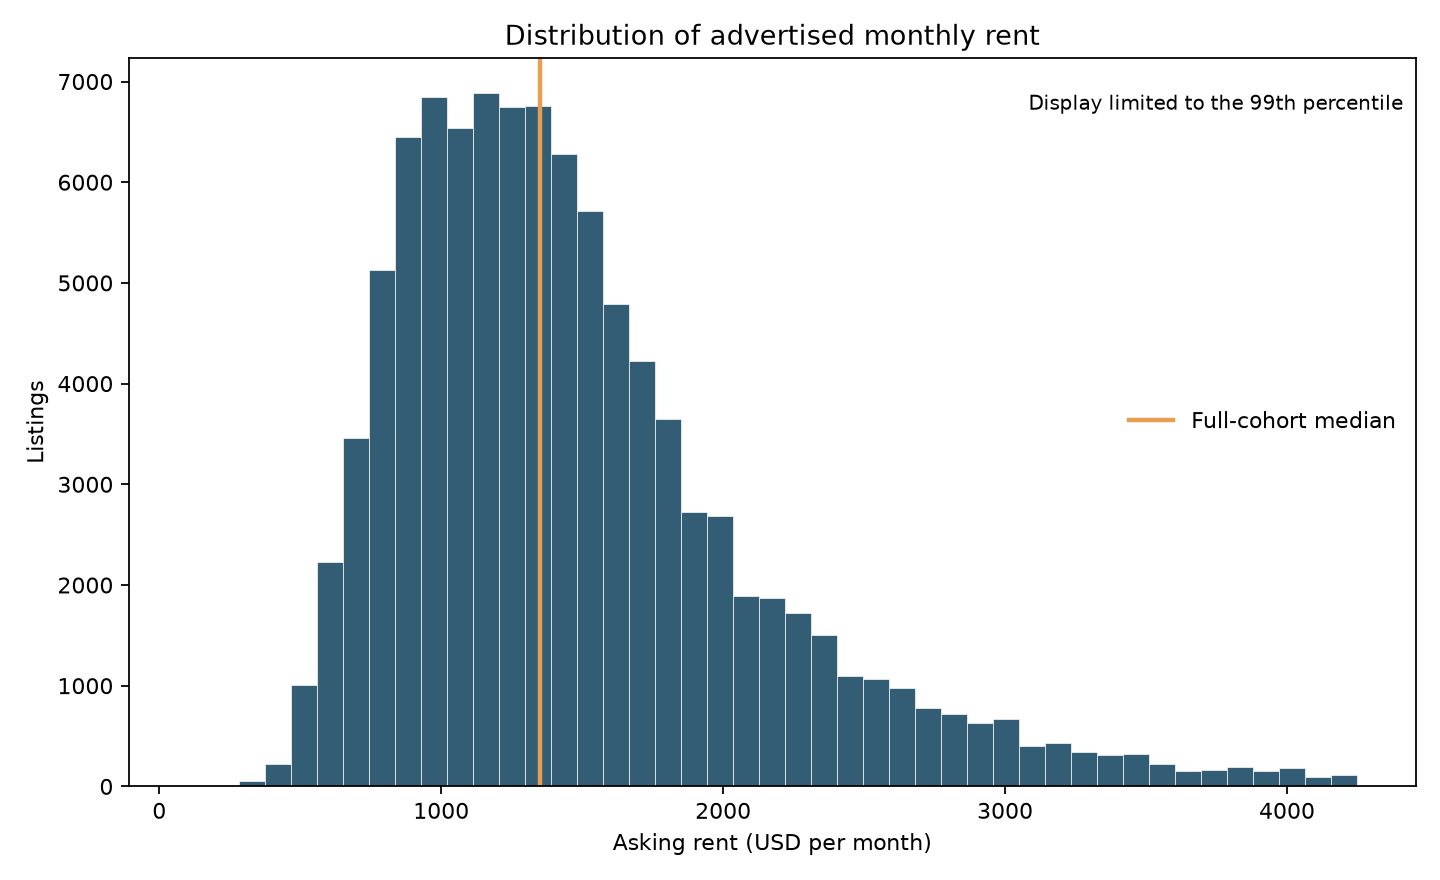 Distribution of advertised monthly rent
Display limited to the 99th percentile
Full-cohort median
Listings
7000
6000
5000
4000
3000
2000
1000
0
0 1000 2000 3000 4000
Asking rent (USD per month)